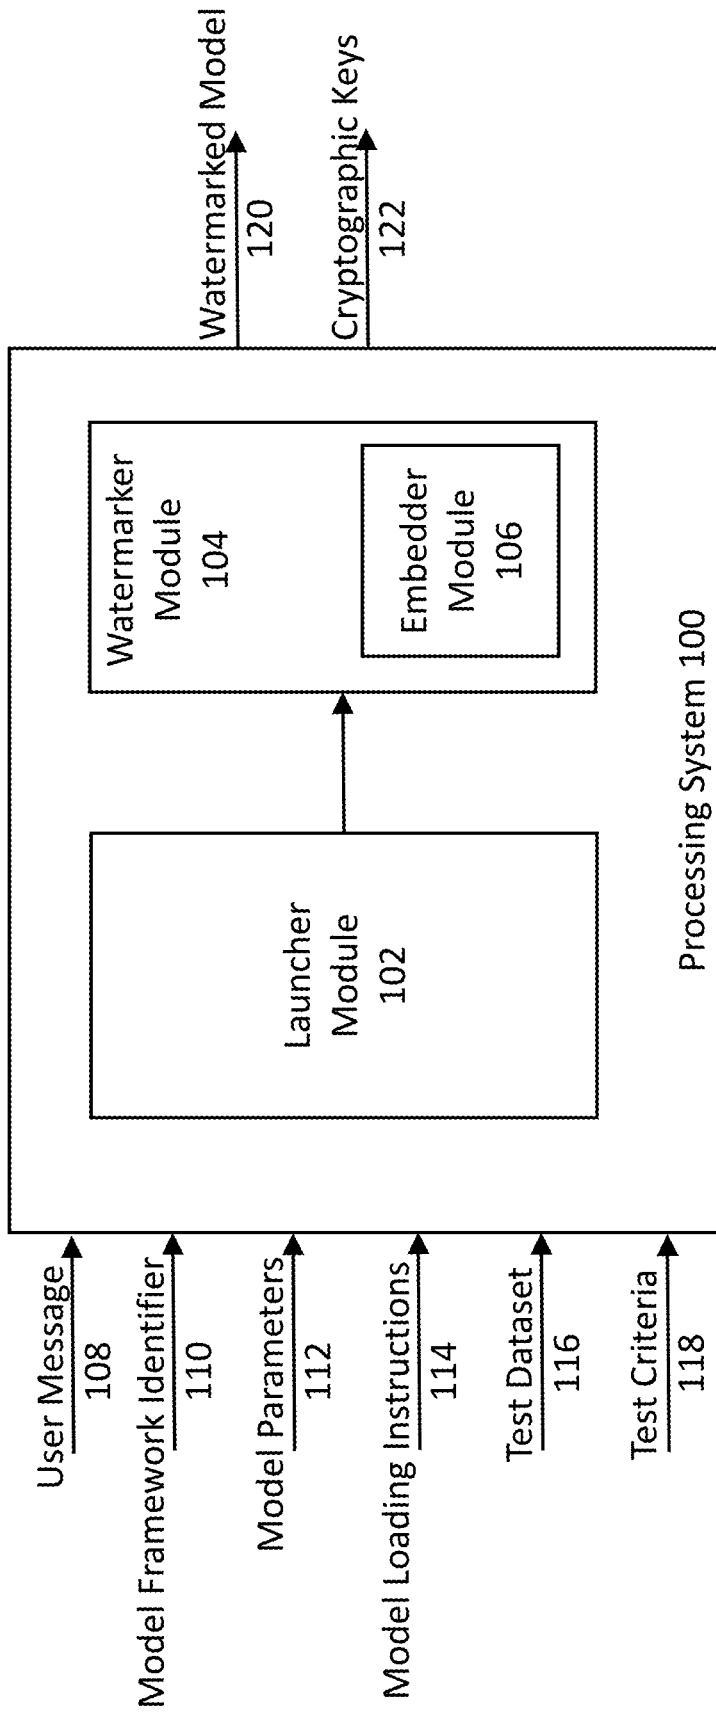 User Message
108
Model Framework Identifier
110
Model Parameters
112
Model Loading Instructions
114
Test Dataset
116
Test Criteria
118
Launcher
Module
102
Watermarker
Module
104
Embedder
Module
106
Processing System 100
Watermarked Model
120
Cryptographic Keys
122